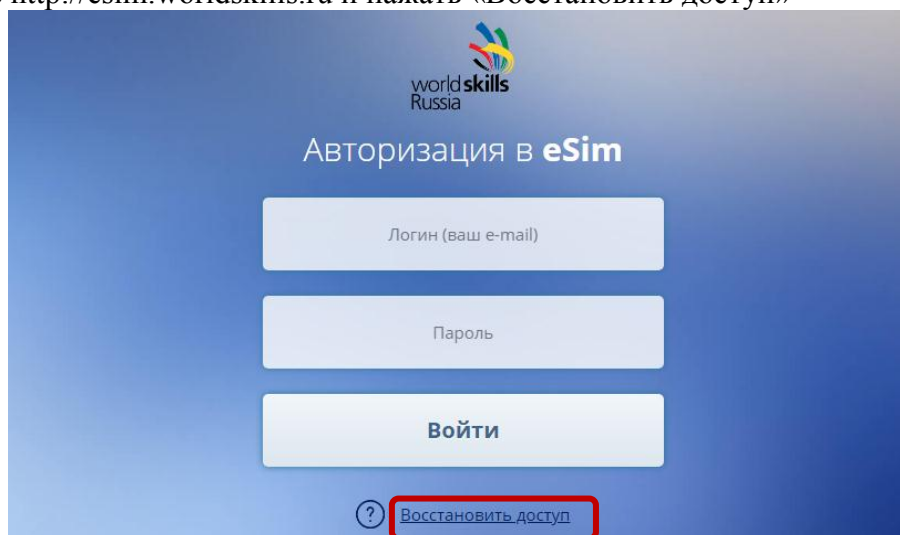 http://esim.worldskills.ru и нажать «Восстановить доступ»
world skills
Russia
Авторизация в eSim
Логин (ваш e-mail)
Пароль
Войти
? Восстановить доступ